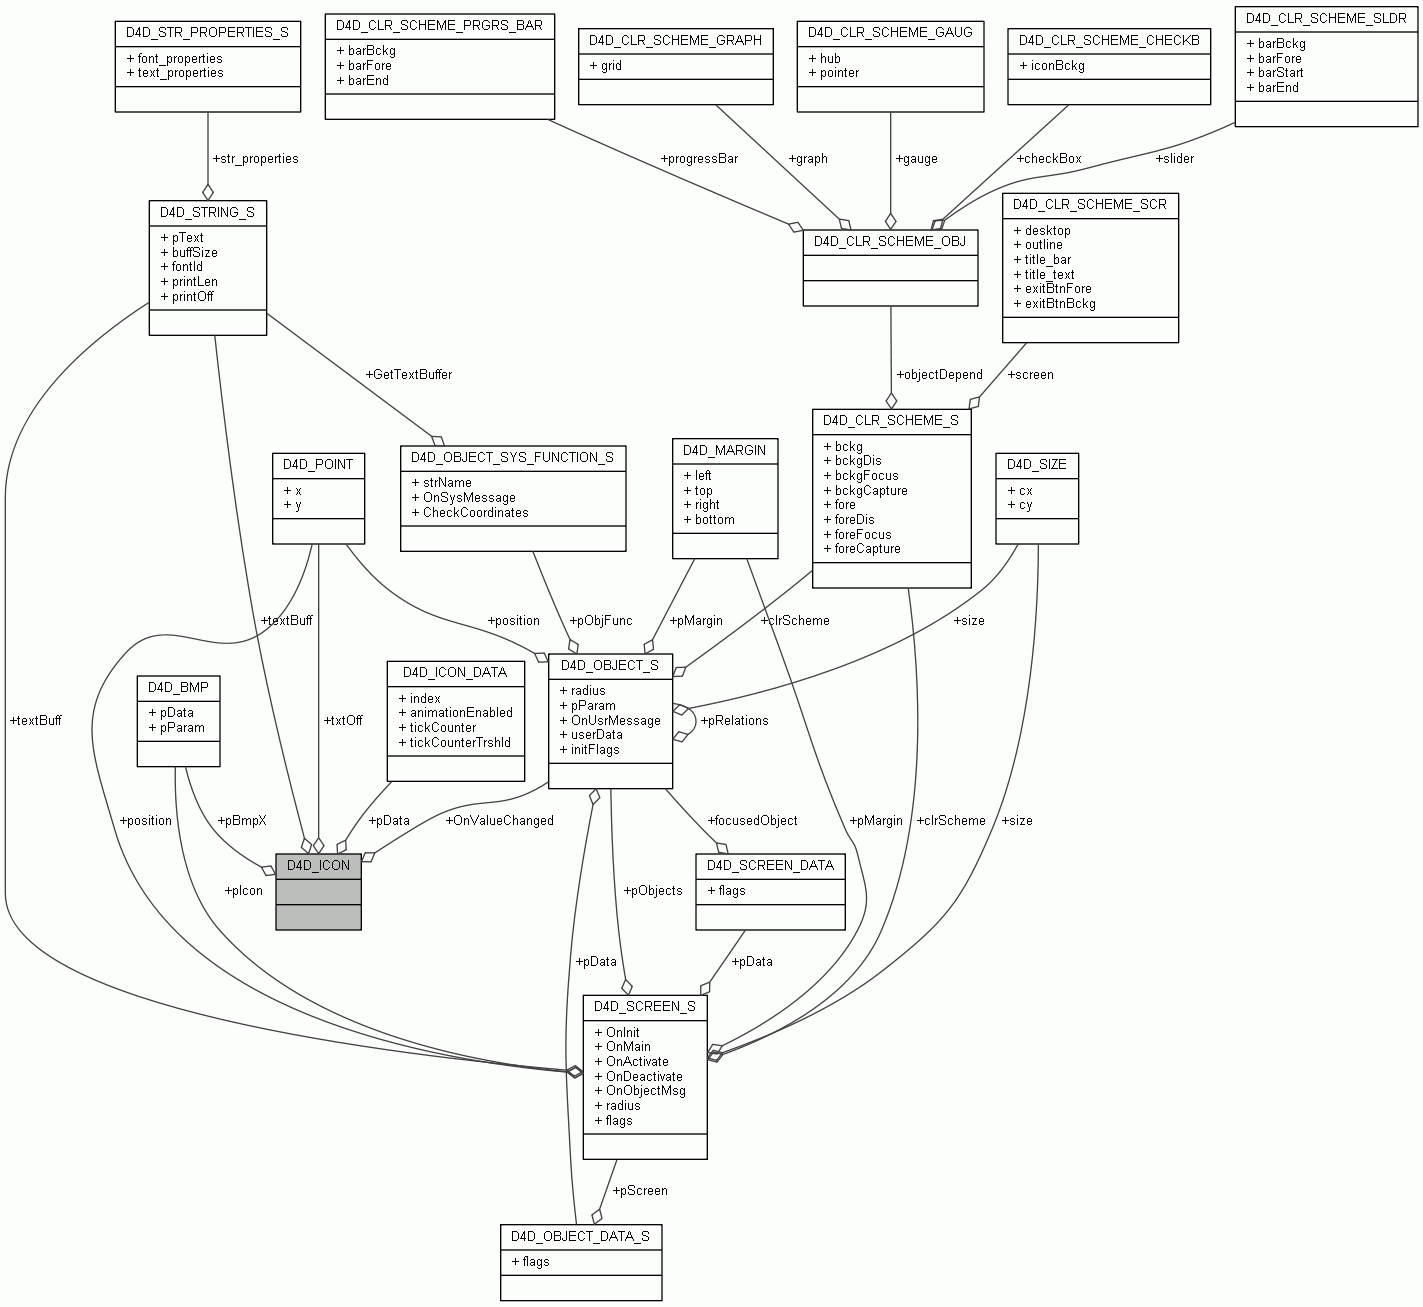 D4D_STR_PROPERTIES_S
+ font_properties
+ text_properties
D4D_CLR_SCHEME_PRGRS_BAR
+ barBckg
+ barFore
+ barEnd
D4D_CLR_SCHEME_GRAPH
+ grid
D4D_CLR_SCHEME_GAUG
+ hub
+ pointer
D4D_CLR_SCHEME_CHECKB
+ iconBckg
D4D_CLR_SCHEME_SLDR
+ barBckg
+ barFore
+ barStart
+ barEnd
+str_properties
+progressBar
+graph
+gauge
+checkBox
+slider
D4D_STRING_S
+ pText
+ buffSize
+ fontId
+ printLen
+ printOff
D4D_CLR_SCHEME_OBJ
D4D_CLR_SCHEME_SCR
+ desktop
+ outline
+ title_bar
+ title_text
+ exitBtnFore
+ exitBtnBckg
+GetTextBuffer
+objectDepend
+screen
D4D_POINT
+ x
+ y
D4D_OBJECT_SYS_FUNCTION_S
+ strName
+ OnSysMessage
+ CheckCoordinates
D4D_MARGIN
+ left
+ top
+ right
+ bottom
D4D_CLR_SCHEME_S
+ bckg
+ bckgDis
+ bckgFocus
+ bckgCapture
+ fore
+ foreDis
+ foreFocus
+ foreCapture
D4D_SIZE
+ cx
+ cy
+textBuff
+position
+pObjFunc
+pMargin
+clrScheme
+size
D4D_BMP
+ pData
+ pParam
D4D_ICON_DATA
+ index
+ animationEnabled
+ tickCounter
+ tickCounterTrshld
D4D_OBJECT_S
+ radius
+ pParam
+ OnUsrMessage
+ userData
+ initFlags
+textBuff
+txtOff
+pRelations
+position
+pBmpX
+pData
+OnValueChanged
+focusedObject
+pMargin
+clrScheme
+size
D4D_ICON
D4D_SCREEN_DATA
+ flags
+pIcon
+pObjects
+pData
+pData
D4D_SCREEN_S
+ OnInit
+ OnMain
+ OnActivate
+ OnDeactivate
+ OnObjectMsg
+ radius
+ flags
+pScreen
D4D_OBJECT_DATA_S
+ flags